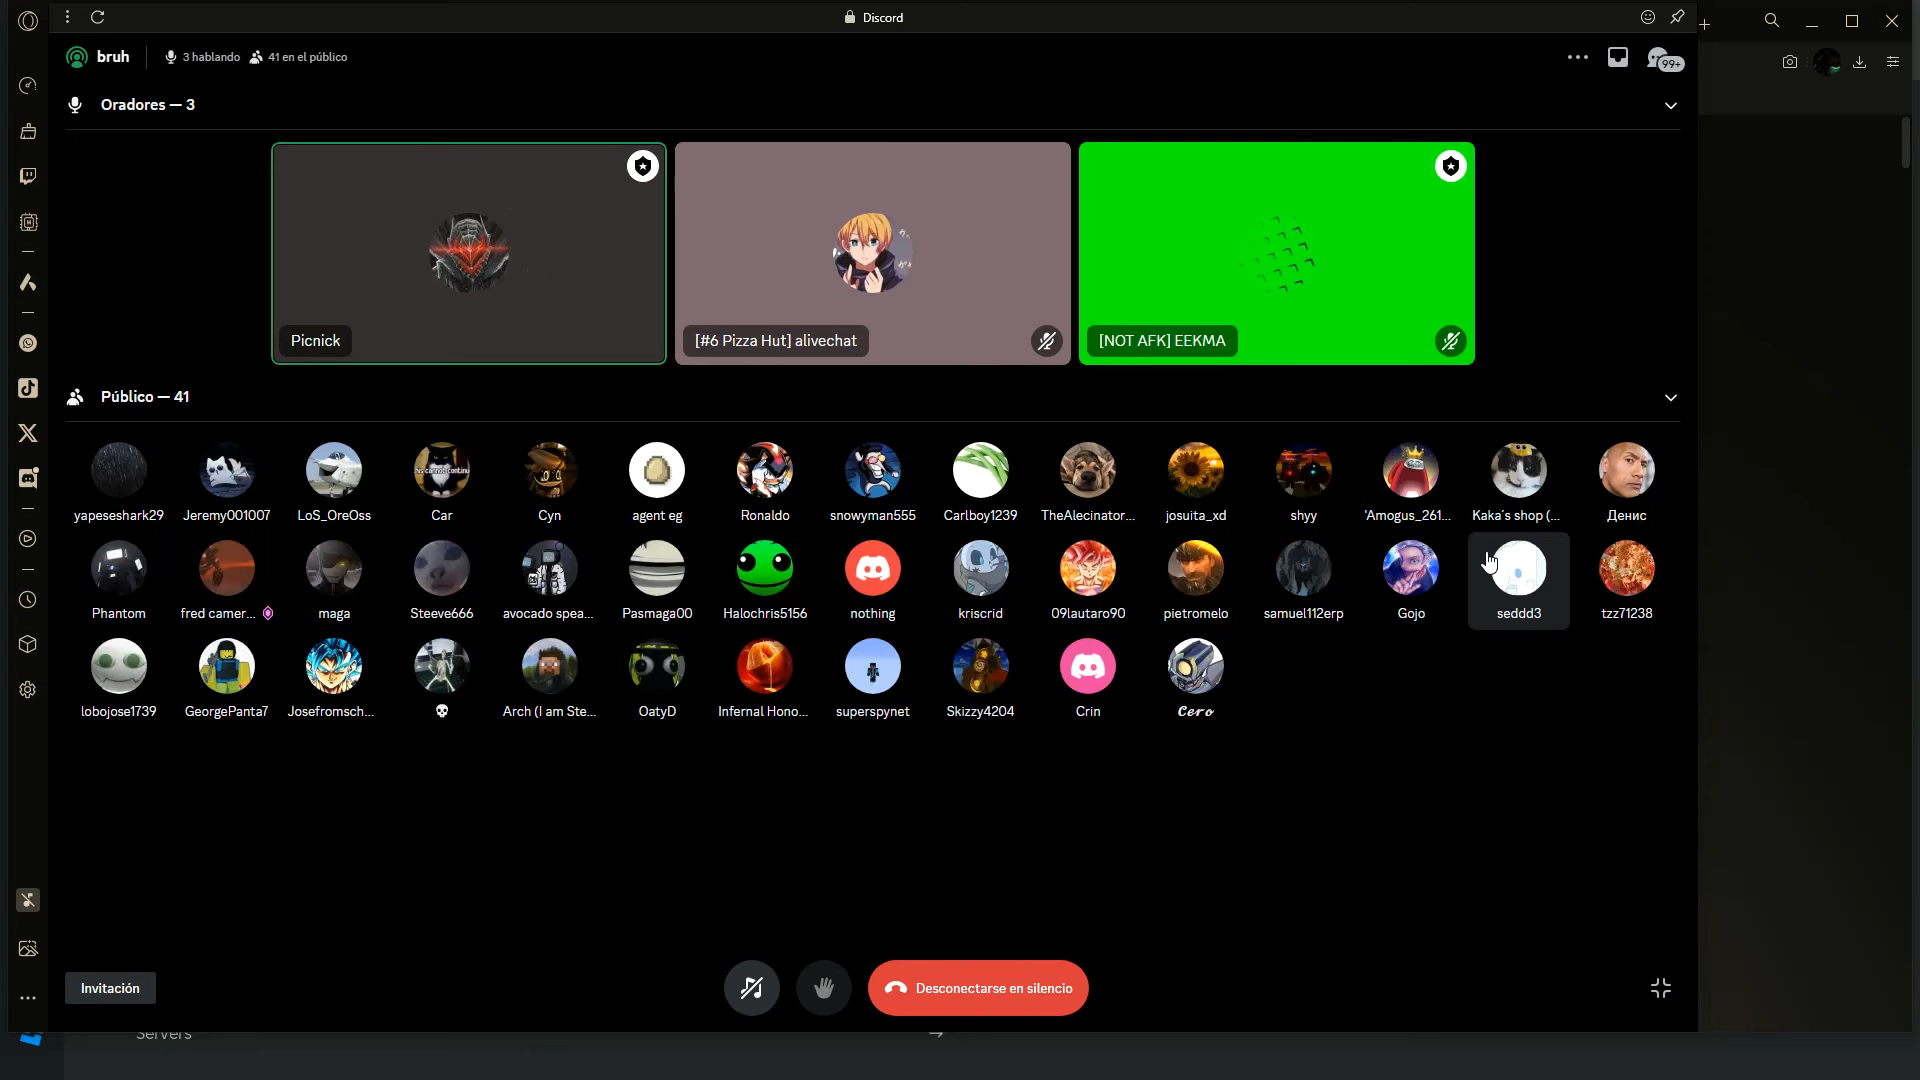 Discord
bruh
3 hablando
41 en el público
99+
Oradores — 3
Picnick
[#6 Pizza Hut] alivechat
[NOT AFK] EEKMA
Público — 41
yapeseshark29 Jeremy001007 LoS_OreOss Car Cyn agent eg Ronaldo snowyman555 Carlboy1239 TheAlecinator... josuita_xd shyy 'Amogus_261... Kaka´s shop (... Денис
Phantom fred camer... maga Steeve666 avocado spea... Pasmaga00 Halochris5156 nothing kriscrid 09lautaro90 pietromelo samuel112erp Gojo seddd3 tzz71238
lobojose1739 GeorgePanta7 Josefromsch... 💀 Arch (I am Ste... OatyD Infernal Hono... superspynet Skizzy4204 Crin 𝓒𝓮𝓻𝓸
Invitación
Desconectarse en silencio
Servers